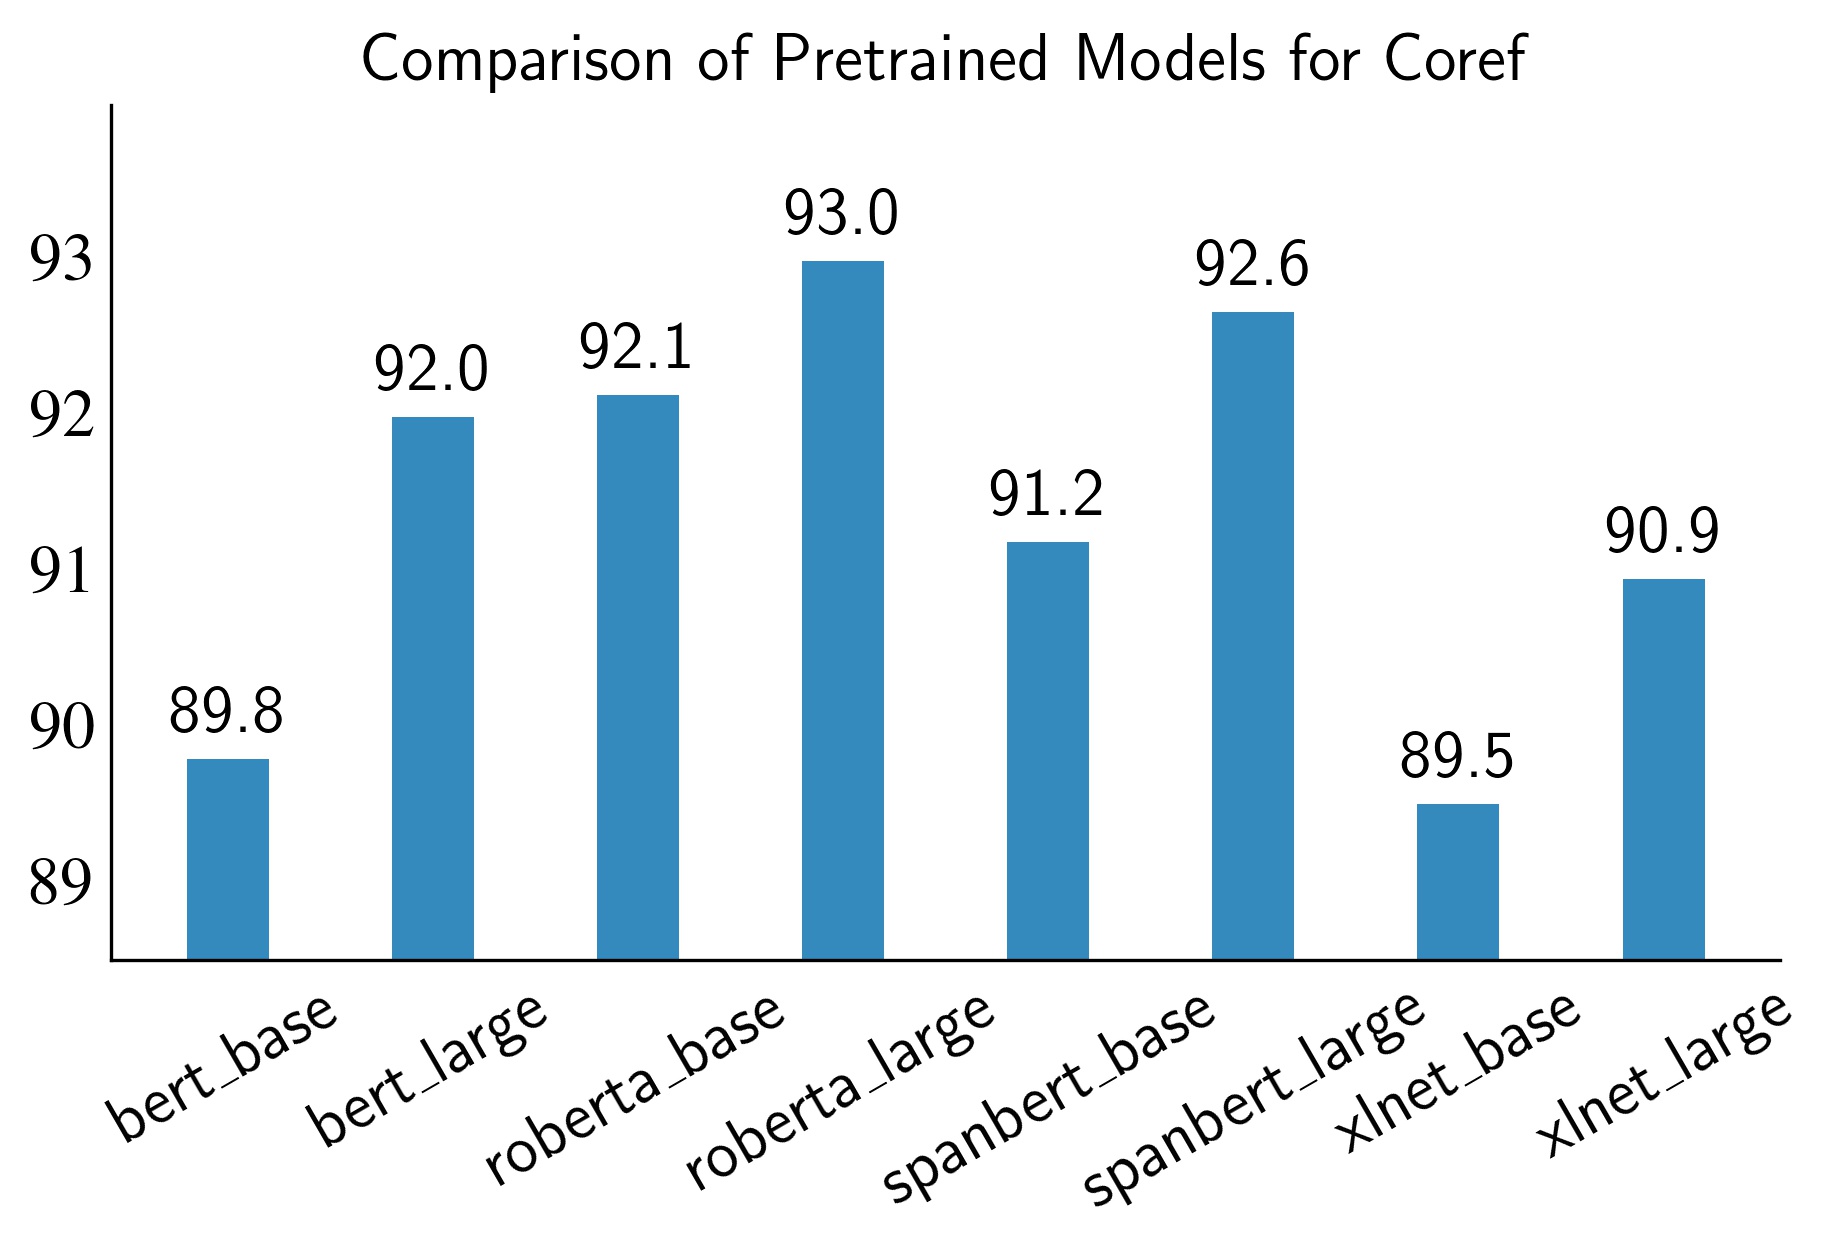 Comparison of Pretrained Models for Coref
93
92
91
90
89
89.8
92.0
92.1
93.0
91.2
92.6
89.5
90.9
bert_base
bert_large
roberta_base
roberta_large
spanbert_base
spanbert_large
xlnet_base
xlnet_large